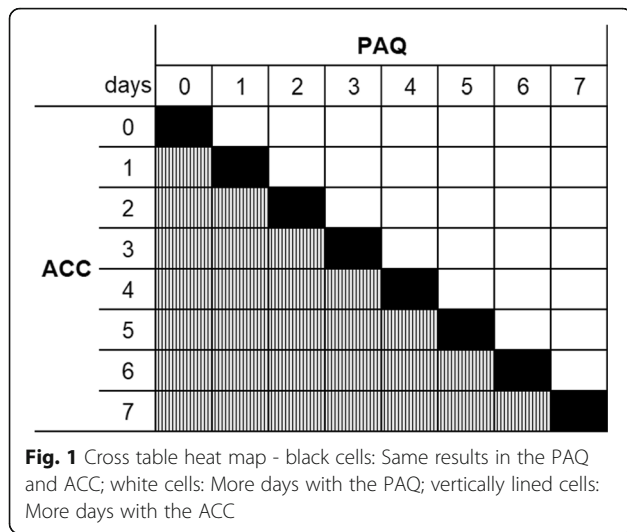 PAQ
days 0 1 2 3 4 5 6 7
0
1
2
3
ACC
4
5
6
7
Fig. 1 Cross table heat map - black cells: Same results in the PAQ
and ACC; white cells: More days with the PAQ; vertically lined cells:
More days with the ACC